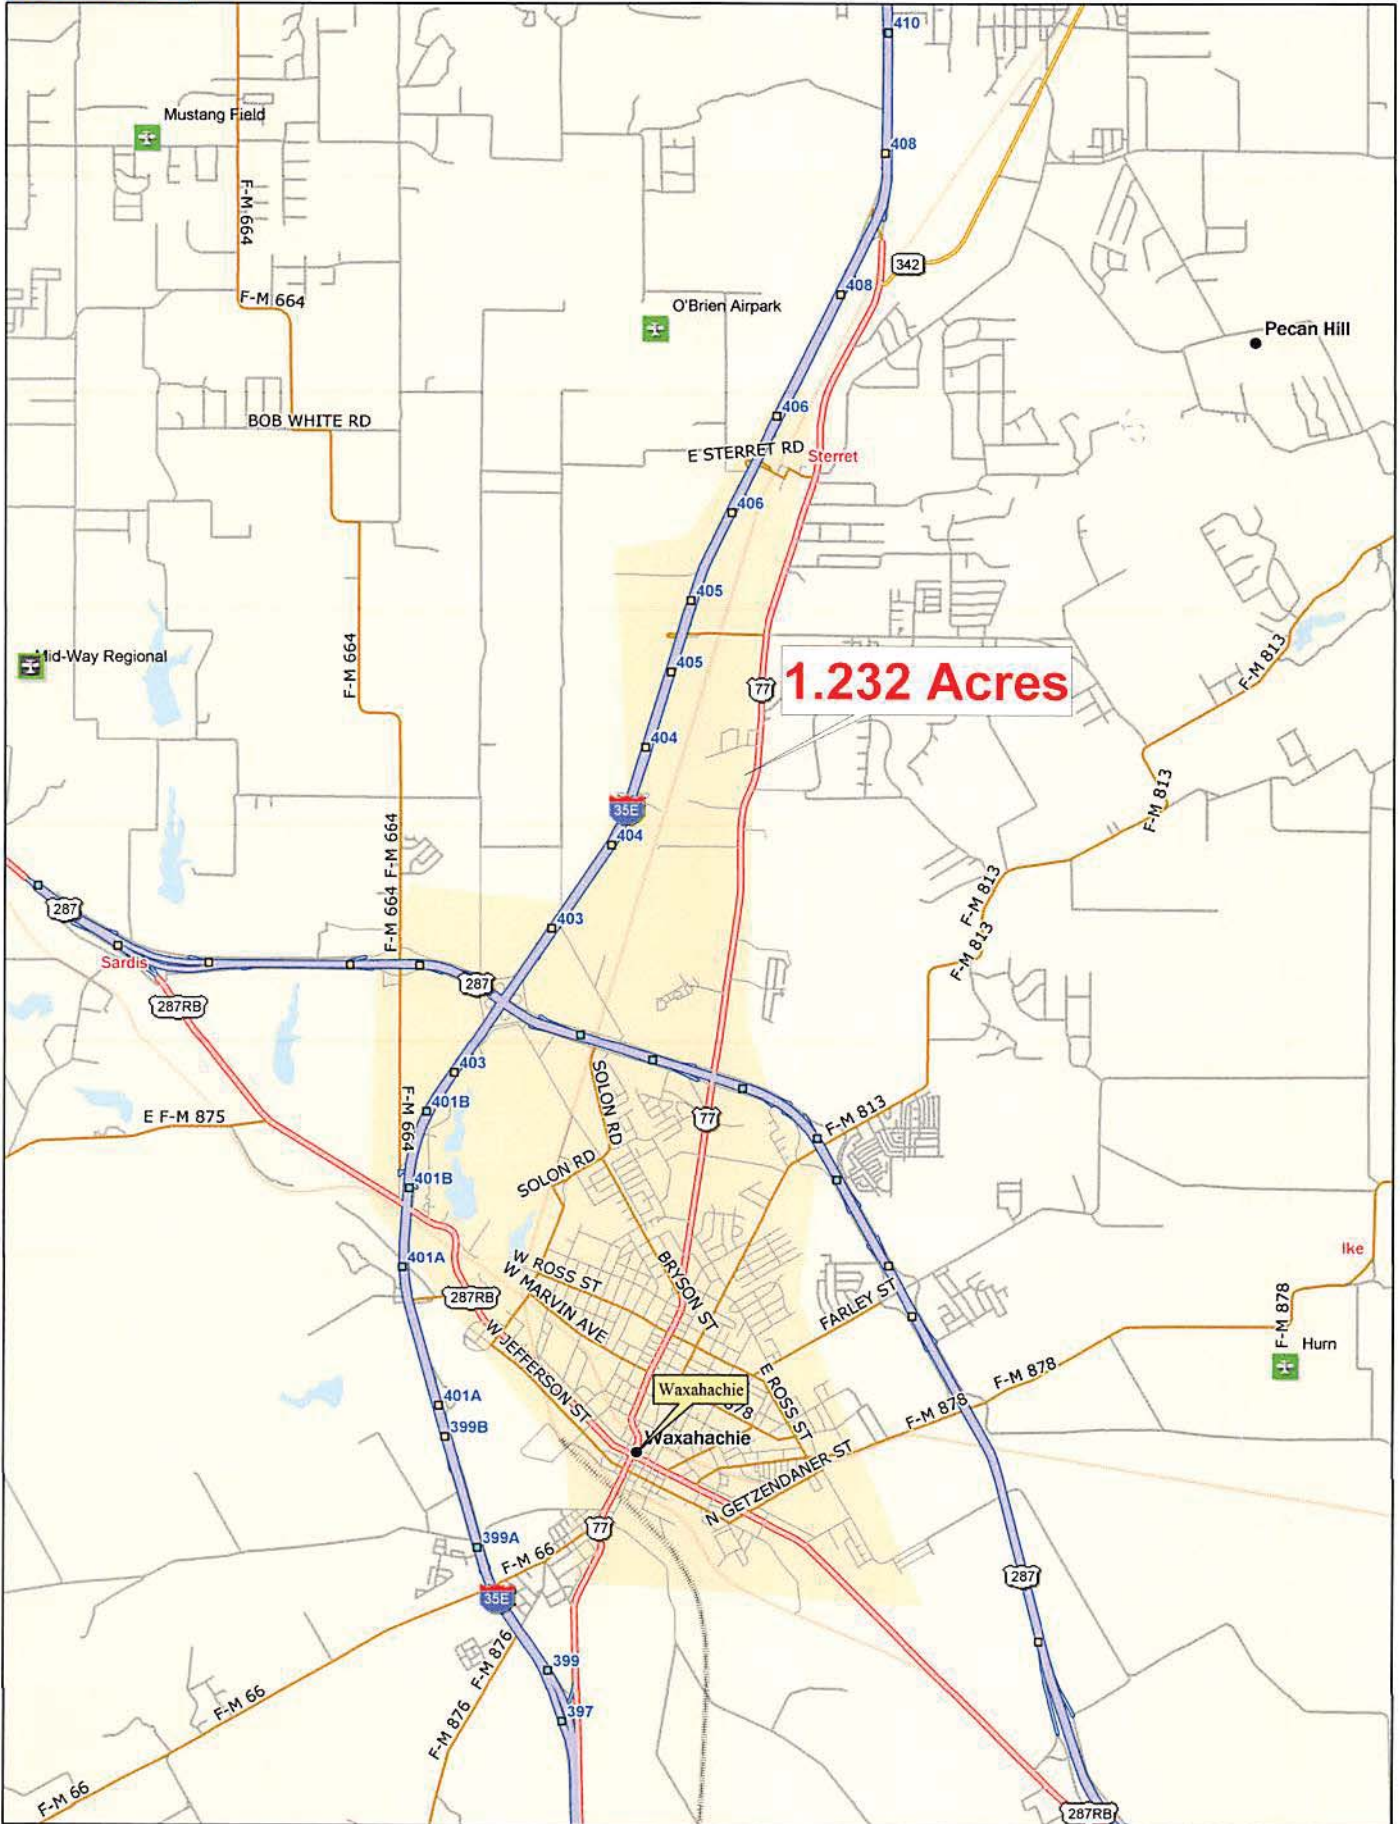 410
Mustang Field
408
F-M 664
342
408
F-M 664
O'Brien Airpark
Pecan Hill
406
BOB WHITE RD
E STERRET RD
Sterret
406
405
F-M 813
Mid-Way Regional
F-M 664
405
77
1.232 Acres
404
F-M 813
35E
404
F-M 664
F-M 664
F-M 813
287
403
F-M 813
Sardis
287
287RB
403
SOLON RD
401B
F-M 664
E F-M 875
77
F-M 813
SOLON RD
401B
401A
W ROSS ST
W MARVIN AVE
BRYSON ST
Ike
287RB
FARLEY ST
F-M 878
W JEFFERSON ST
Hurn
F-M 878
Waxahachie
E ROSS ST
401A
878
F-M 878
399B
Waxahachie
N GETZENDANER ST
77
399A
F-M 66
287
35E
F-M 876
399
F-M 66
397
F-M 876
F-M 66
287RB